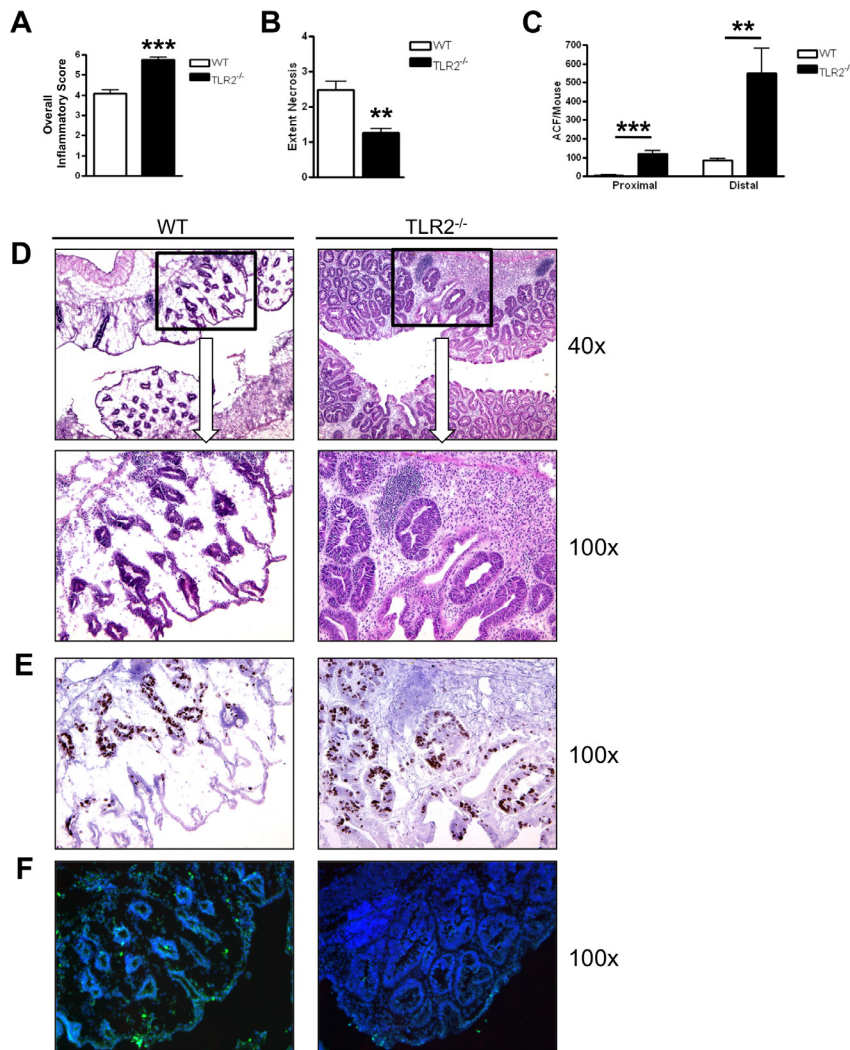 A
Overall
Inflammatory Score
0
1
2
3
4
5
6
***
WT
TLR2-/-
B
Extent Necrosis
0
1
2
3
4
**
WT
TLR2-/-
C
ACF/Mouse
0
100
200
300
400
500
600
700
***
**
Proximal
Distal
WT
TLR2-/-
WT
TLR2-/-
D
40x
100x
E
100x
F
100x